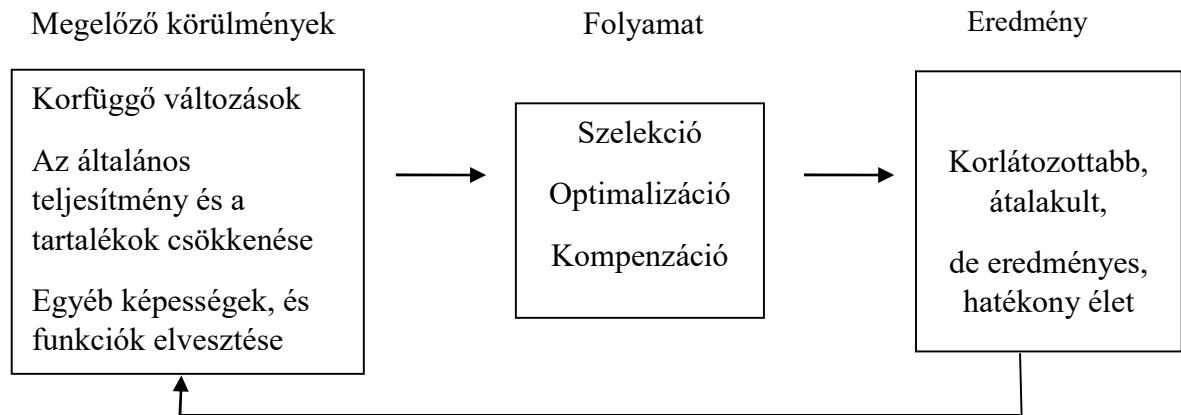 Megelőző körülmények
Folyamat
Eredmény
Korfüggő változások
Az általános
teljesítmény és a
tartalékok csökkenése
Egyéb képességek, és
funkciók elvesztése
Szelekció
Optimalizáció
Kompenzáció
Korlátozottabb,
átalakult,
de eredményes,
hatékony élet